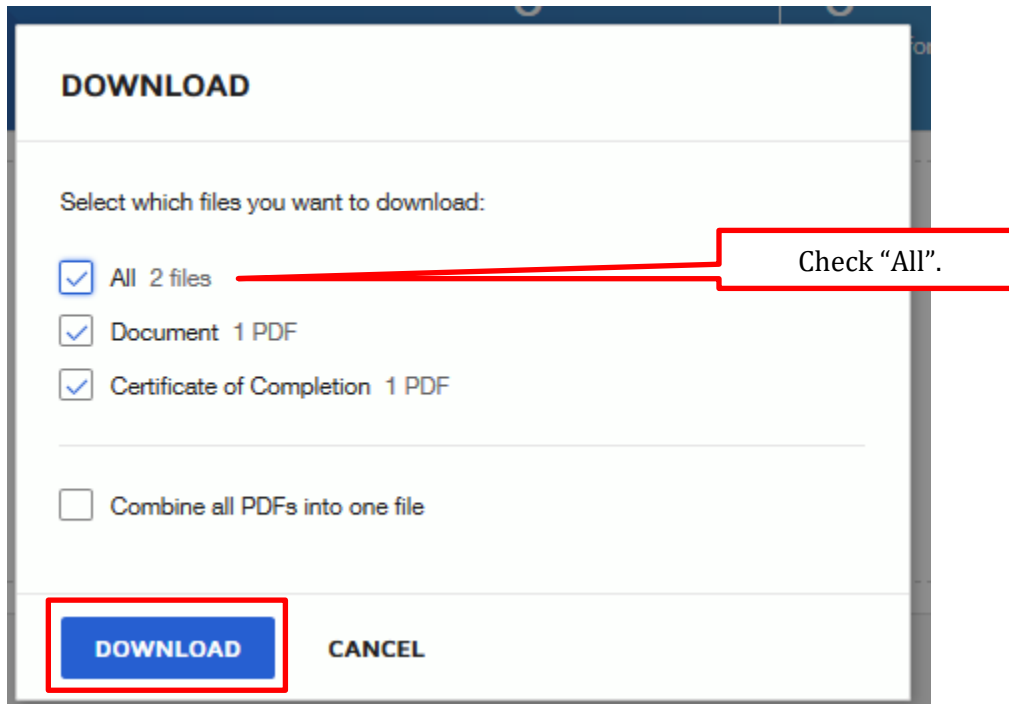 for
DOWNLOAD
Select which files you want to download:
All 2 files
Check “All”.
Document 1 PDF
Certificate of Completion 1 PDF
Combine all PDFs into one file
DOWNLOAD CANCEL